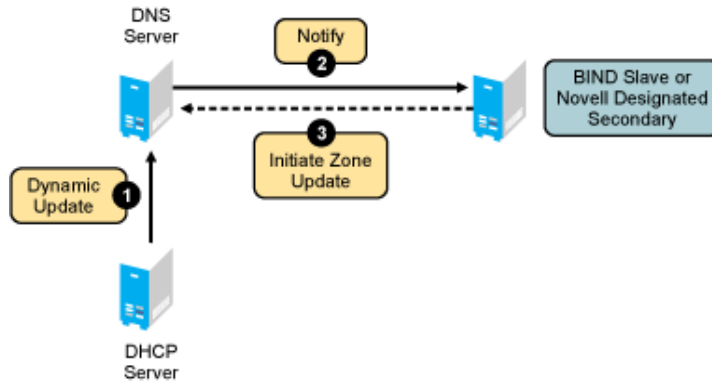 DNS
Server
Notify
2
BIND Slave or
Novell Designated
Secondary
3
Initiate Zone
Update
Dynamic
Update
1
DHCP
Server